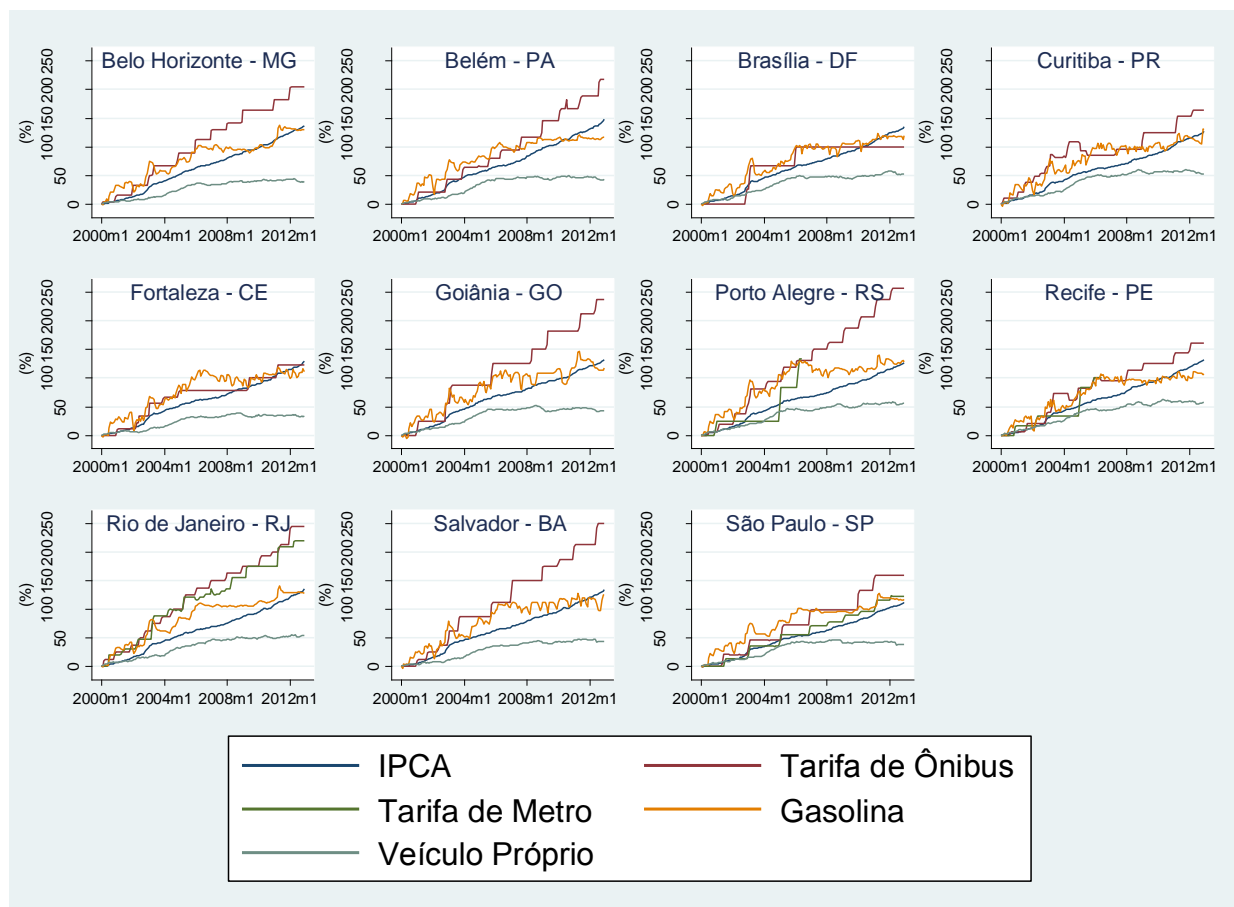 Belo Horizonte - MG
(%)
0 50 100 150 200 250
2000m1 2004m1 2008m1 2012m1
Belém - PA
(%)
0 50 100 150 200 250
2000m1 2004m1 2008m1 2012m1
Brasília - DF
(%)
0 50 100 150 200 250
2000m1 2004m1 2008m1 2012m1
Curitiba - PR
(%)
0 50 100 150 200 250
2000m1 2004m1 2008m1 2012m1
Fortaleza - CE
(%)
0 50 100 150 200 250
2000m1 2004m1 2008m1 2012m1
Goiânia - GO
(%)
0 50 100 150 200 250
2000m1 2004m1 2008m1 2012m1
Porto Alegre - RS
(%)
0 50 100 150 200 250
2000m1 2004m1 2008m1 2012m1
Recife - PE
(%)
0 50 100 150 200 250
2000m1 2004m1 2008m1 2012m1
Rio de Janeiro - RJ
(%)
0 50 100 150 200 250
2000m1 2004m1 2008m1 2012m1
Salvador - BA
(%)
0 50 100 150 200 250
2000m1 2004m1 2008m1 2012m1
São Paulo - SP
(%)
0 50 100 150 200 250
2000m1 2004m1 2008m1 2012m1
IPCA
Tarifa de Ônibus
Tarifa de Metro
Gasolina
Veículo Próprio